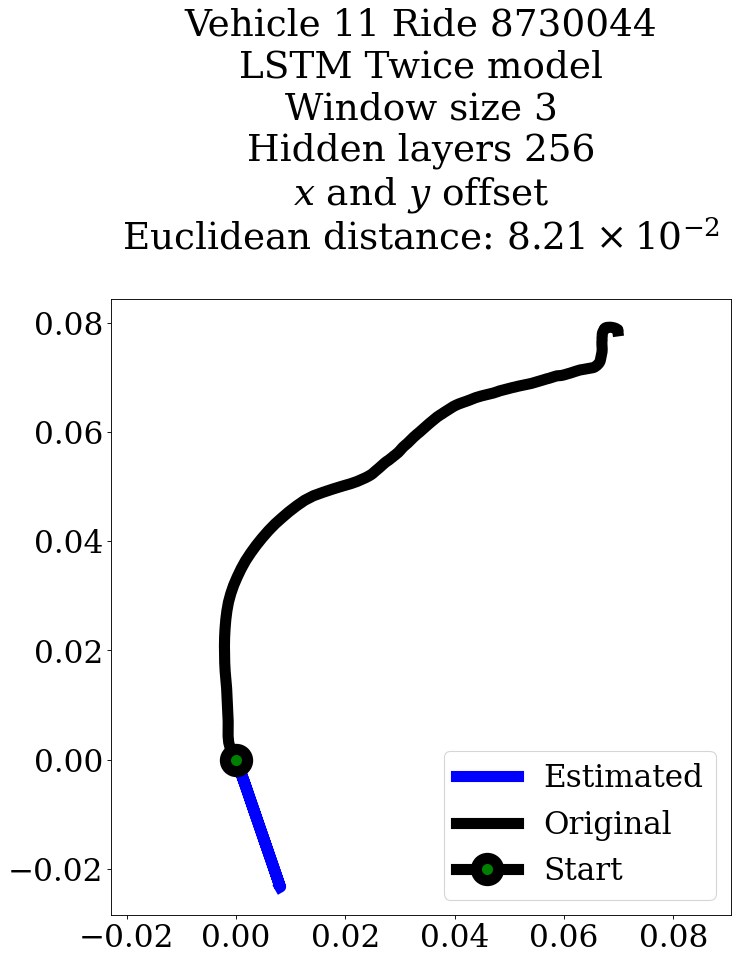 Vehicle 11 Ride 8730044
LSTM Twice model
Window size 3
Hidden layers 256
x and y offset
Euclidean distance: 8.21 × 10⁻²
0.08
0.06
0.04
0.02
0.00
−0.02
Estimated
Original
Start
−0.02 0.00 0.02 0.04 0.06 0.08